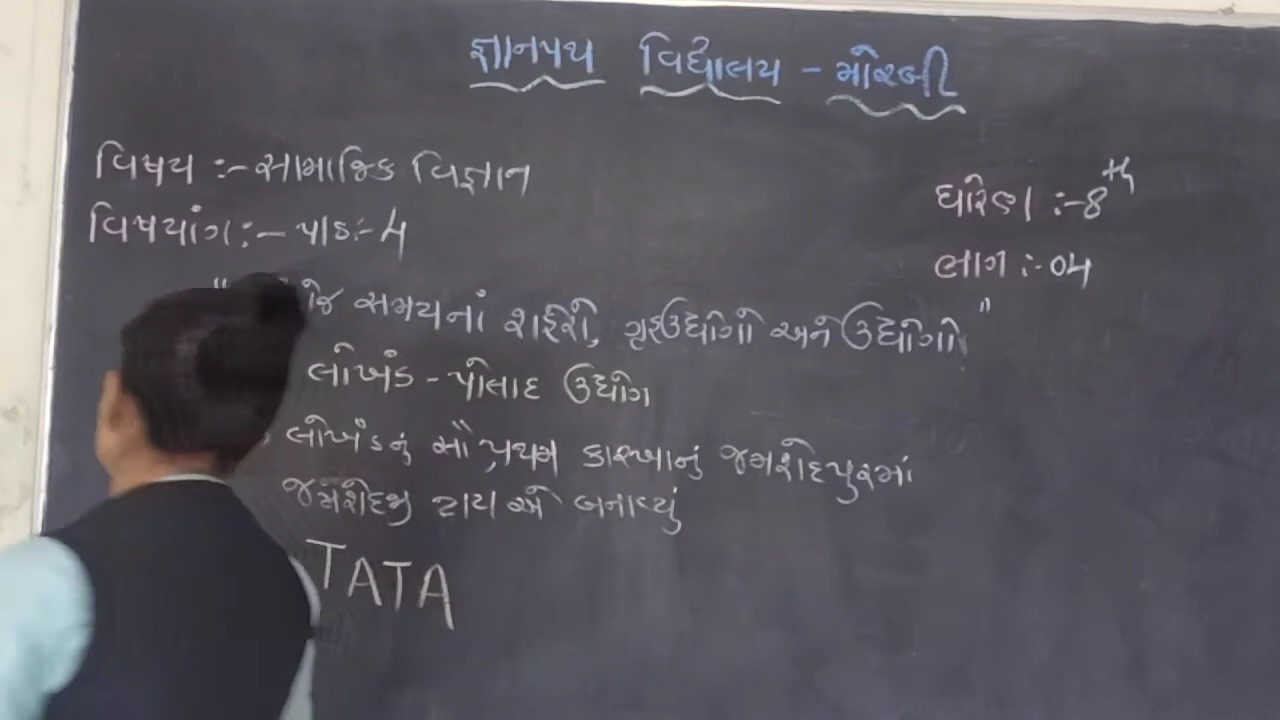 જ્ઞાનપથ વિદ્યાલય - મોરબી
વિષય :- સામાજિક વિજ્ઞાન
ધોરણ :- 8th
વિષયાંગ :- પાઠ :- 4
ભાગ :- 04
" સમયનાં શહેરો, ગૃહઉદ્યોગો અને ઉદ્યોગો "
લોખંડ - પોલાદ ઉદ્યોગ
લોખંડનું સૌ પ્રથમ કારખાનું જમશેદપુરમાં
જમશેદજી ટાટાએ બનાવ્યું
TATA